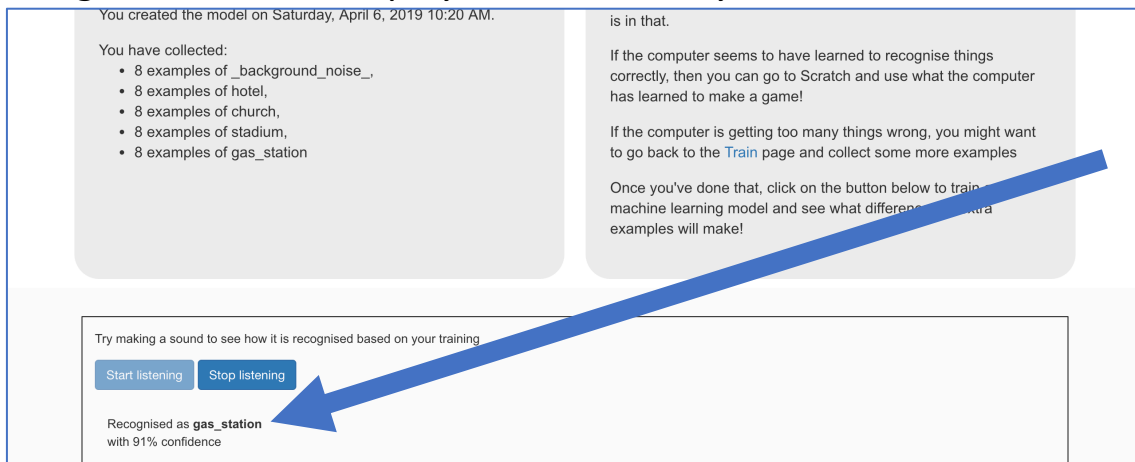 You created the model on Saturday, April 6, 2019 10:20 AM.
You have collected:
• 8 examples of _background_noise_,
• 8 examples of hotel,
• 8 examples of church,
• 8 examples of stadium,
• 8 examples of gas_station
is in that.
If the computer seems to have learned to recognise things
correctly, then you can go to Scratch and use what the computer
has learned to make a game!
If the computer is getting too many things wrong, you might want
to go back to the Train page and collect some more examples
Once you've done that, click on the button below to train
machine learning model and see what
examples will make!
Try making a sound to see how it is recognised based on your training
Start listening
Stop listening
Recognised as gas_station
with 91% confidence